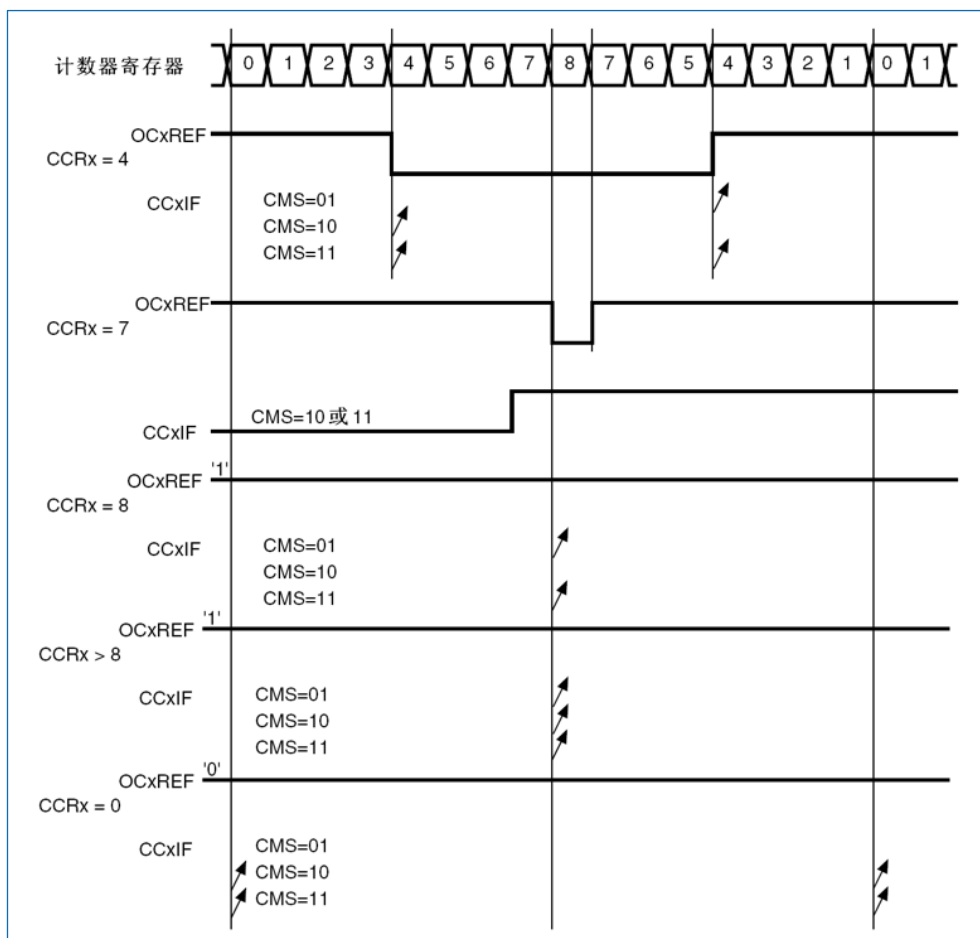 计数器寄存器 0 1 2 3 4 5 6 7 8 7 6 5 4 3 2 1 0 1
OCxREF
CCRx = 4
CCxIF CMS=01
CMS=10
CMS=11
OCxREF
CCRx = 7
CMS=10 或 11
CCxIF
'1'
OCxREF
CCRx = 8
CCxIF CMS=01
CMS=10
CMS=11
'1'
OCxREF
CCRx > 8
CCxIF CMS=01
CMS=10
CMS=11
'0'
OCxREF
CCRx = 0
CCxIF CMS=01
CMS=10
CMS=11